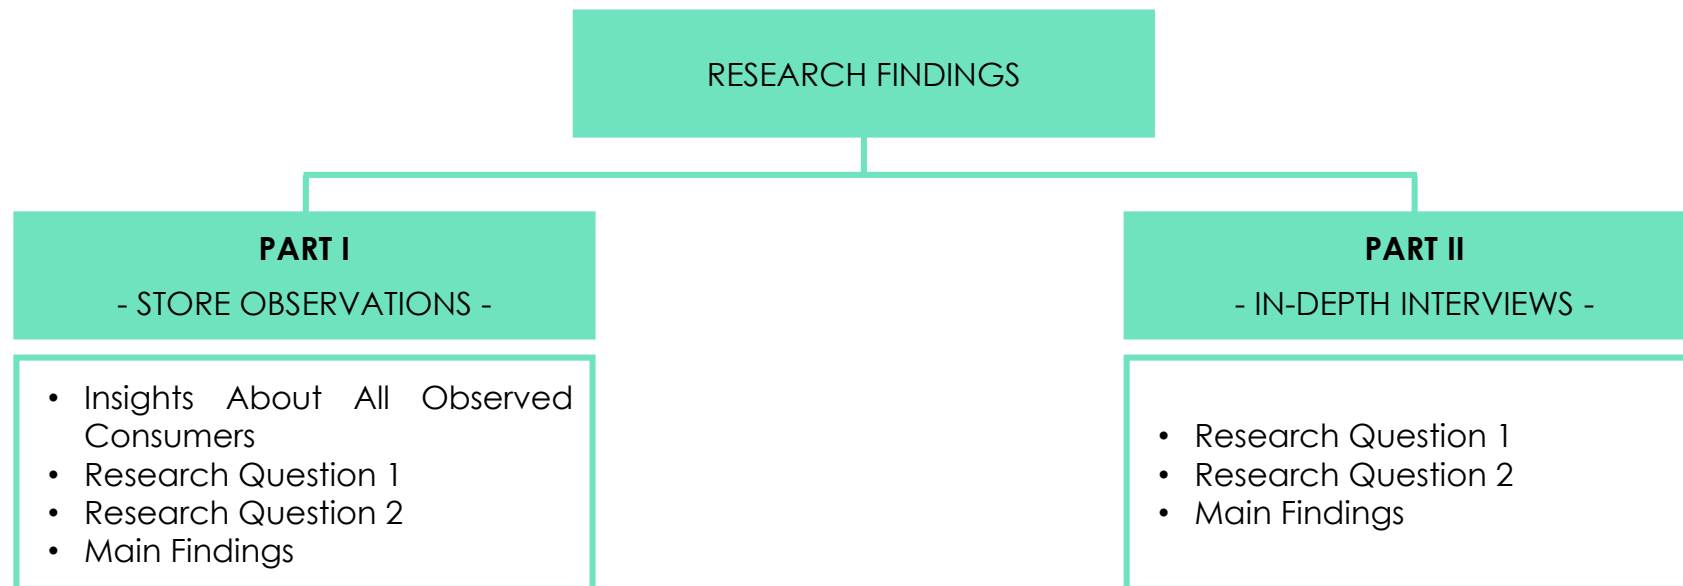 RESEARCH FINDINGS
PART I
- STORE OBSERVATIONS -
• Insights About All Observed
Consumers
• Research Question 1
• Research Question 2
• Main Findings
PART II
- IN-DEPTH INTERVIEWS -
• Research Question 1
• Research Question 2
• Main Findings